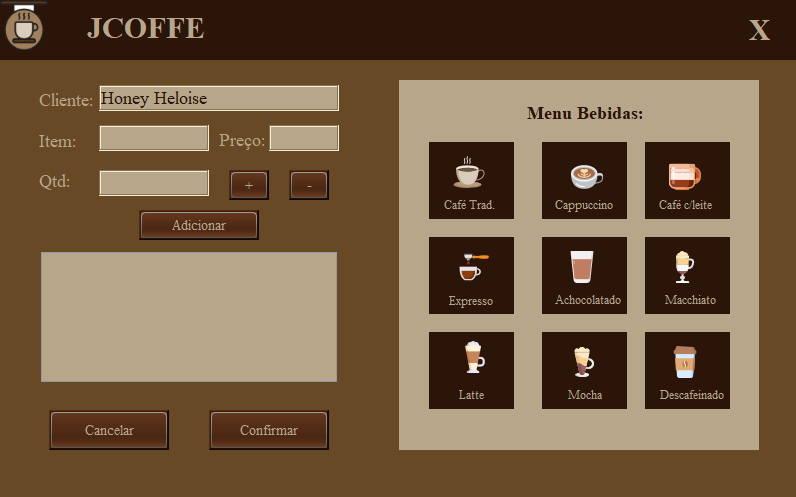 JCOFFE
X
Cliente: Honey Heloise
Item: Preço:
Qtd: + -
Adicionar
Cancelar Confirmar
Menu Bebidas:
Café Trad. Cappuccino Café c/leite
Expresso Achocolatado Macchiato
Latte Mocha Descafeinado